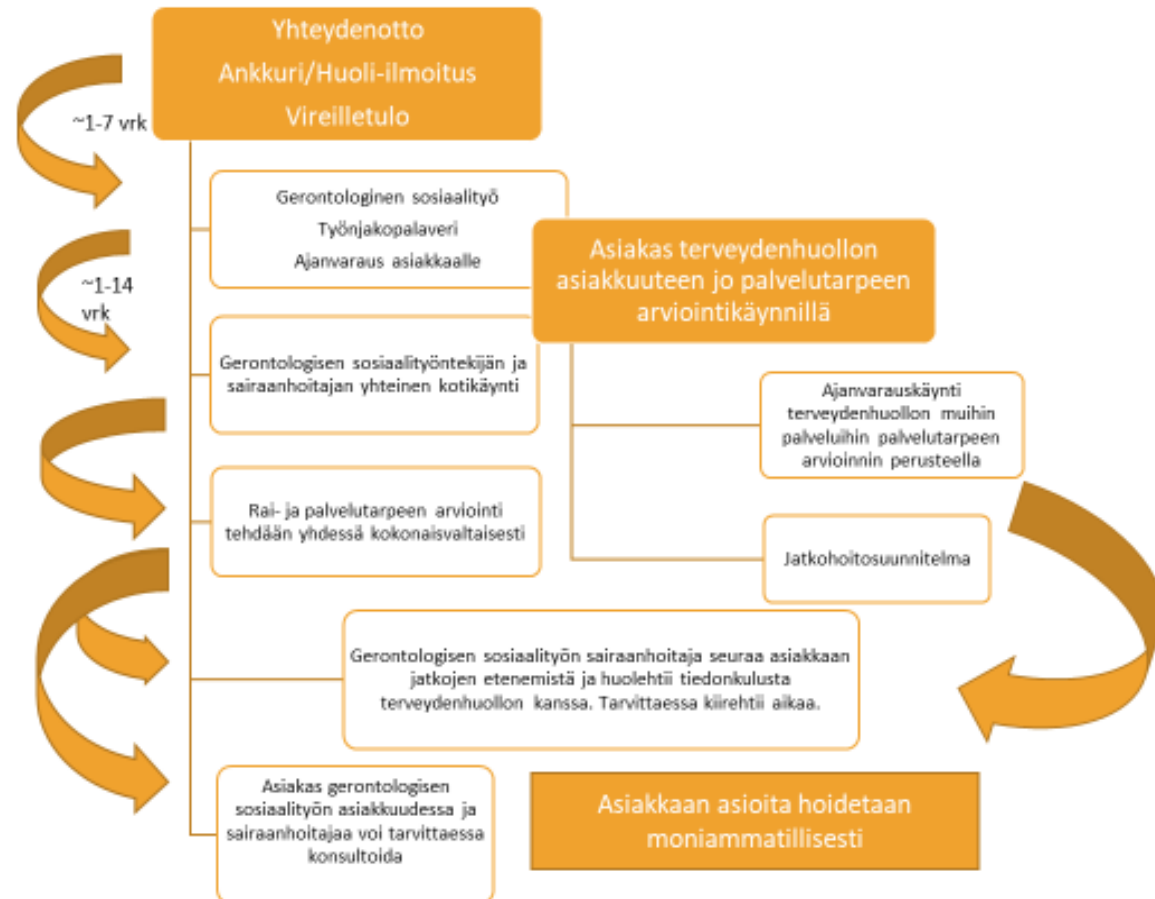 Yhteydenotto
Ankkuri/Huoli-ilmoitus
Vireilletulo
~1-7 vrk
Gerontologinen sosiaalityö
Työnjakopalaveri
Ajanvaraus asiakkaalle
Asiakas terveydenhuollon
asiakkuuteen jo palvelutarpeen
arviointikäynnillä
~1-14
vrk
Gerontologisen sosiaalityöntekijän ja
sairaanhoitajan yhteinen kotikäynti
Ajanvarauskäynti
terveydenhuollon muihin
palveluihin palvelutarpeen
arvioinnin perusteella
Rai- ja palvelutarpeen arviointi
tehdään yhdessä kokonaisvaltaisesti
Jatkohoitosuunnitelma
Gerontologisen sosiaalityön sairaanhoitaja seuraa asiakkaan
jatkojen etenemistä ja huolehtii tiedonkulusta
terveydenhuollon kanssa. Tarvittaessa kiirehtii aikaa.
Asiakas gerontologisen
sosiaalityön asiakkuudessa ja
sairaanhoitajaa voi tarvittaessa
konsultoida
Asiakkaan asioita hoidetaan
moniammatillisesti